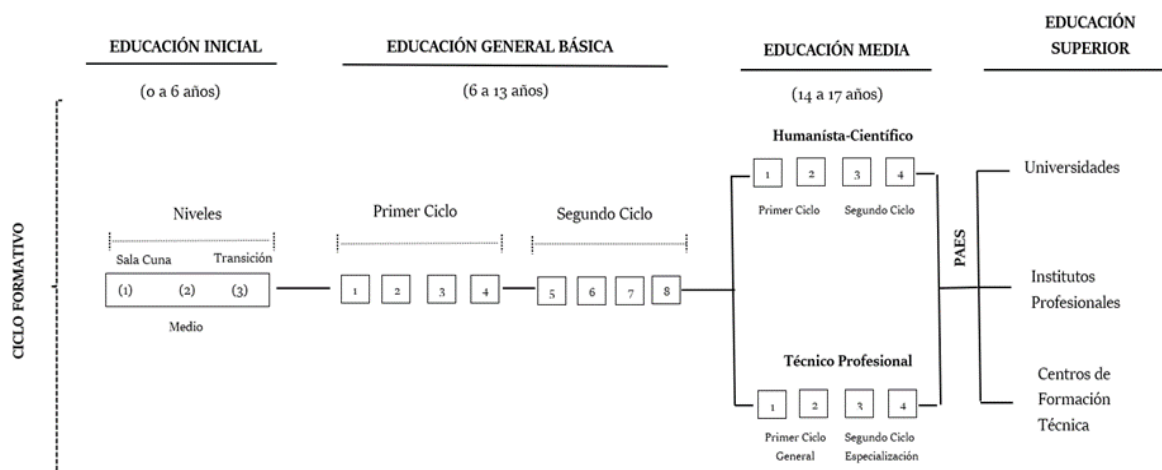 EDUCACIÓN INICIAL
(0 a 6 años)
EDUCACIÓN GENERAL BÁSICA
(6 a 13 años)
EDUCACIÓN MEDIA
(14 a 17 años)
EDUCACIÓN
SUPERIOR
CICLO FORMATIVO
Niveles
Sala Cuna
Transición
(1) (2) (3)
Medio
Primer Ciclo
1 2 3 4
Segundo Ciclo
5 6 7 8
Humanísta-Científico
1 2 3 4
Primer Ciclo
Segundo Ciclo
Técnico Profesional
1 2 3 4
Primer Ciclo
General
Segundo Ciclo
Especialización
PAES
Universidades
Institutos
Profesionales
Centros de
Formación
Técnica